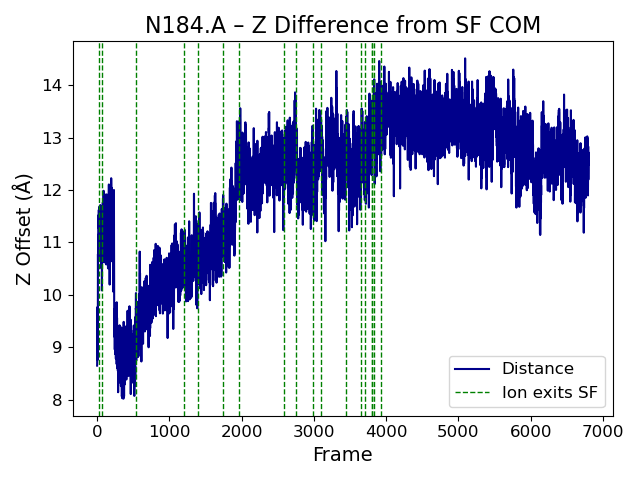 N184.A – Z Difference from SF COM
Z Offset (Å)
14
13
12
11
10
9
8
0 1000 2000 3000 4000 5000 6000 7000
Frame
Distance
Ion exits SF